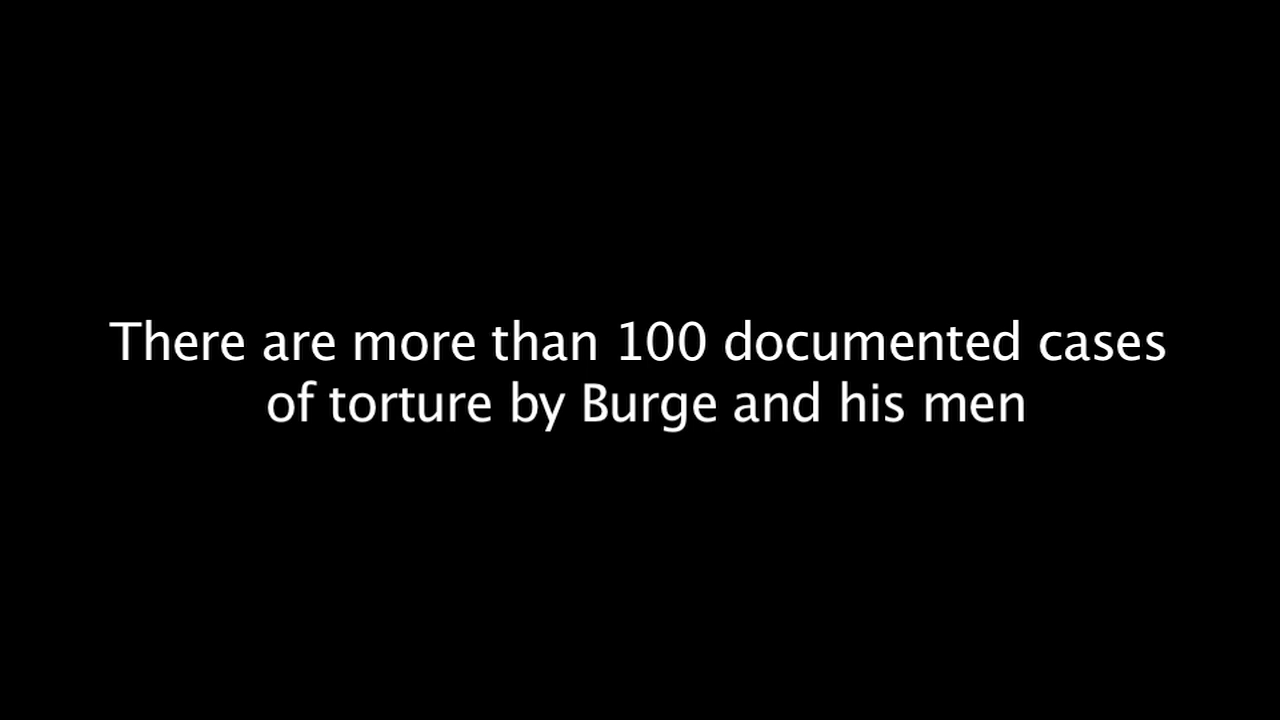 There are more than 100 documented cases
of torture by Burge and his men